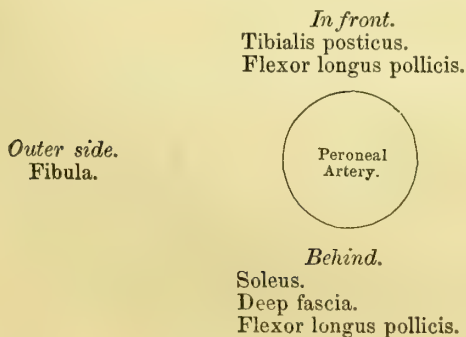 In front.
Tibialis posticus.
Flexor longus pollicis.
Outer side.
Fibula.
Peroneal
Artery.
Behind.
Soleus.
Deep fascia.
Flexor longus pollicis.